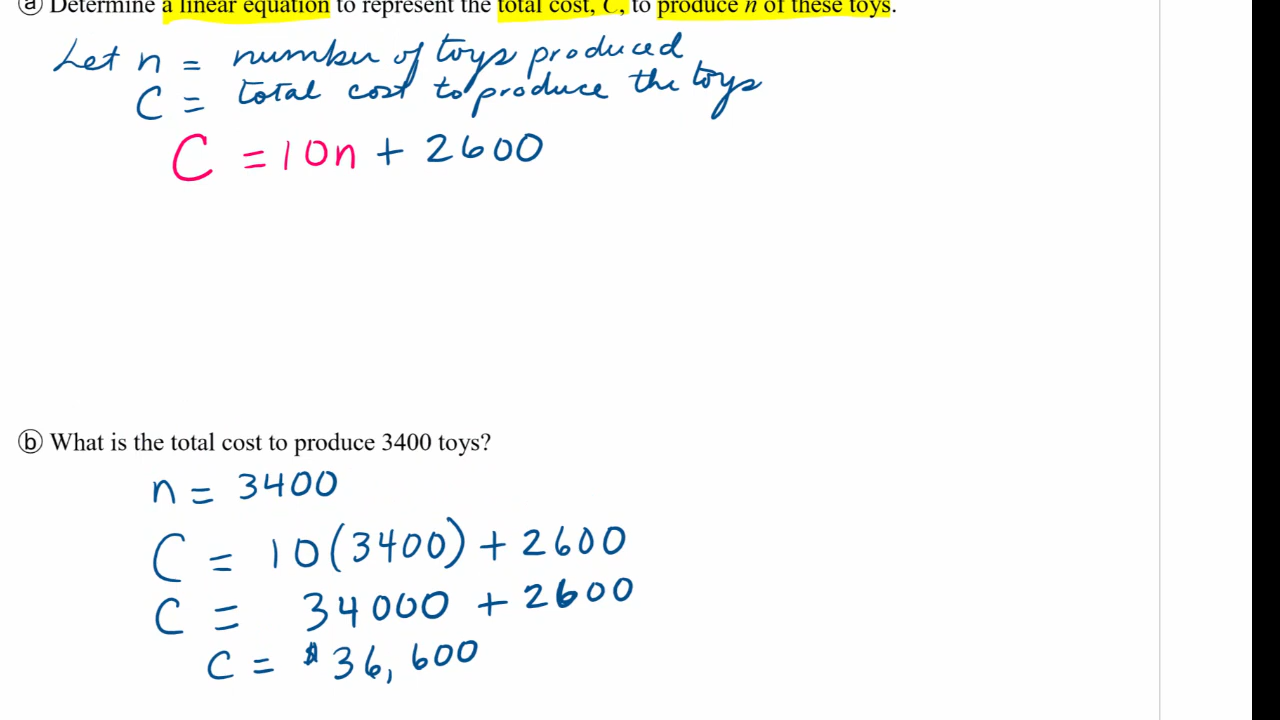 ⓐ Determine a linear equation to represent the total cost, C, to produce n of these toys.
Let n = number of toys produced
C = total cost to produce the toys
C = 10n + 2600
ⓑ What is the total cost to produce 3400 toys?
n = 3400
C = 10(3400) + 2600
C = 34000 + 2600
C = $36,600